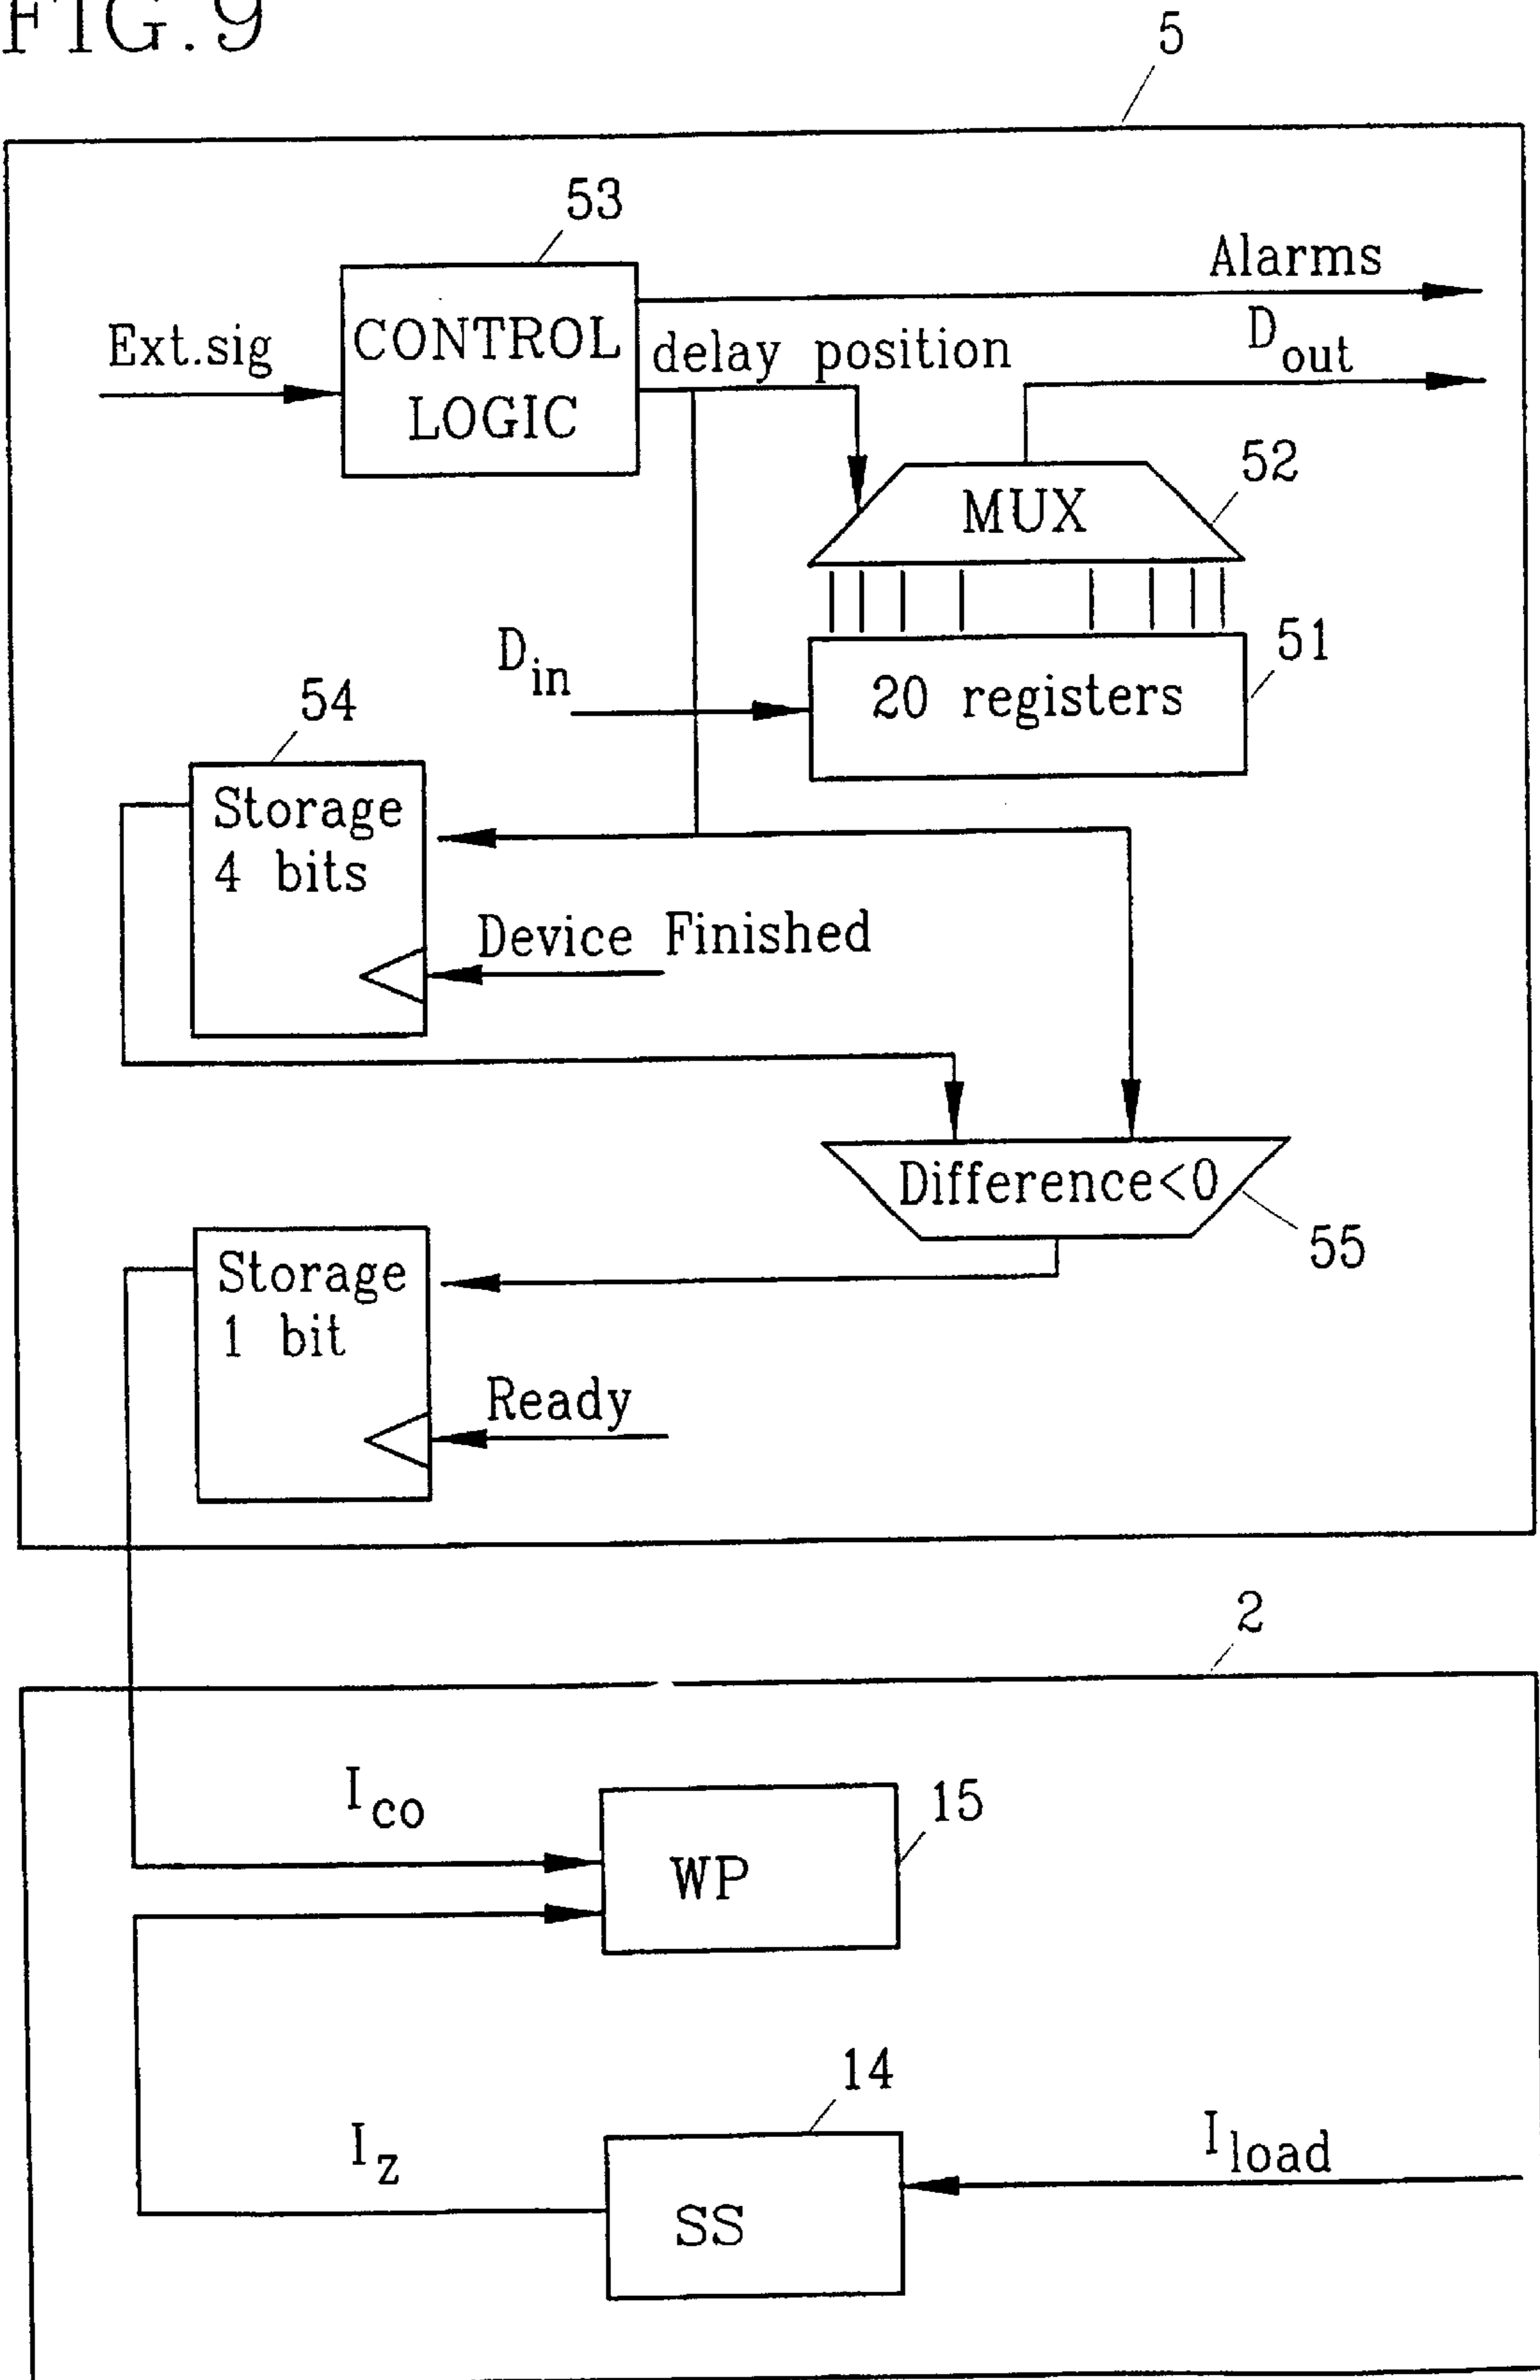 FIG. 9
5
53
Alarms
Ext.sig
CONTROL
LOGIC
delay position
Dout
52
MUX
Din
51
20 registers
54
Storage
4 bits
Device Finished
Difference<0
55
Storage
1 bit
Ready
2
Ico
15
WP
14
Iz
Iload
SS